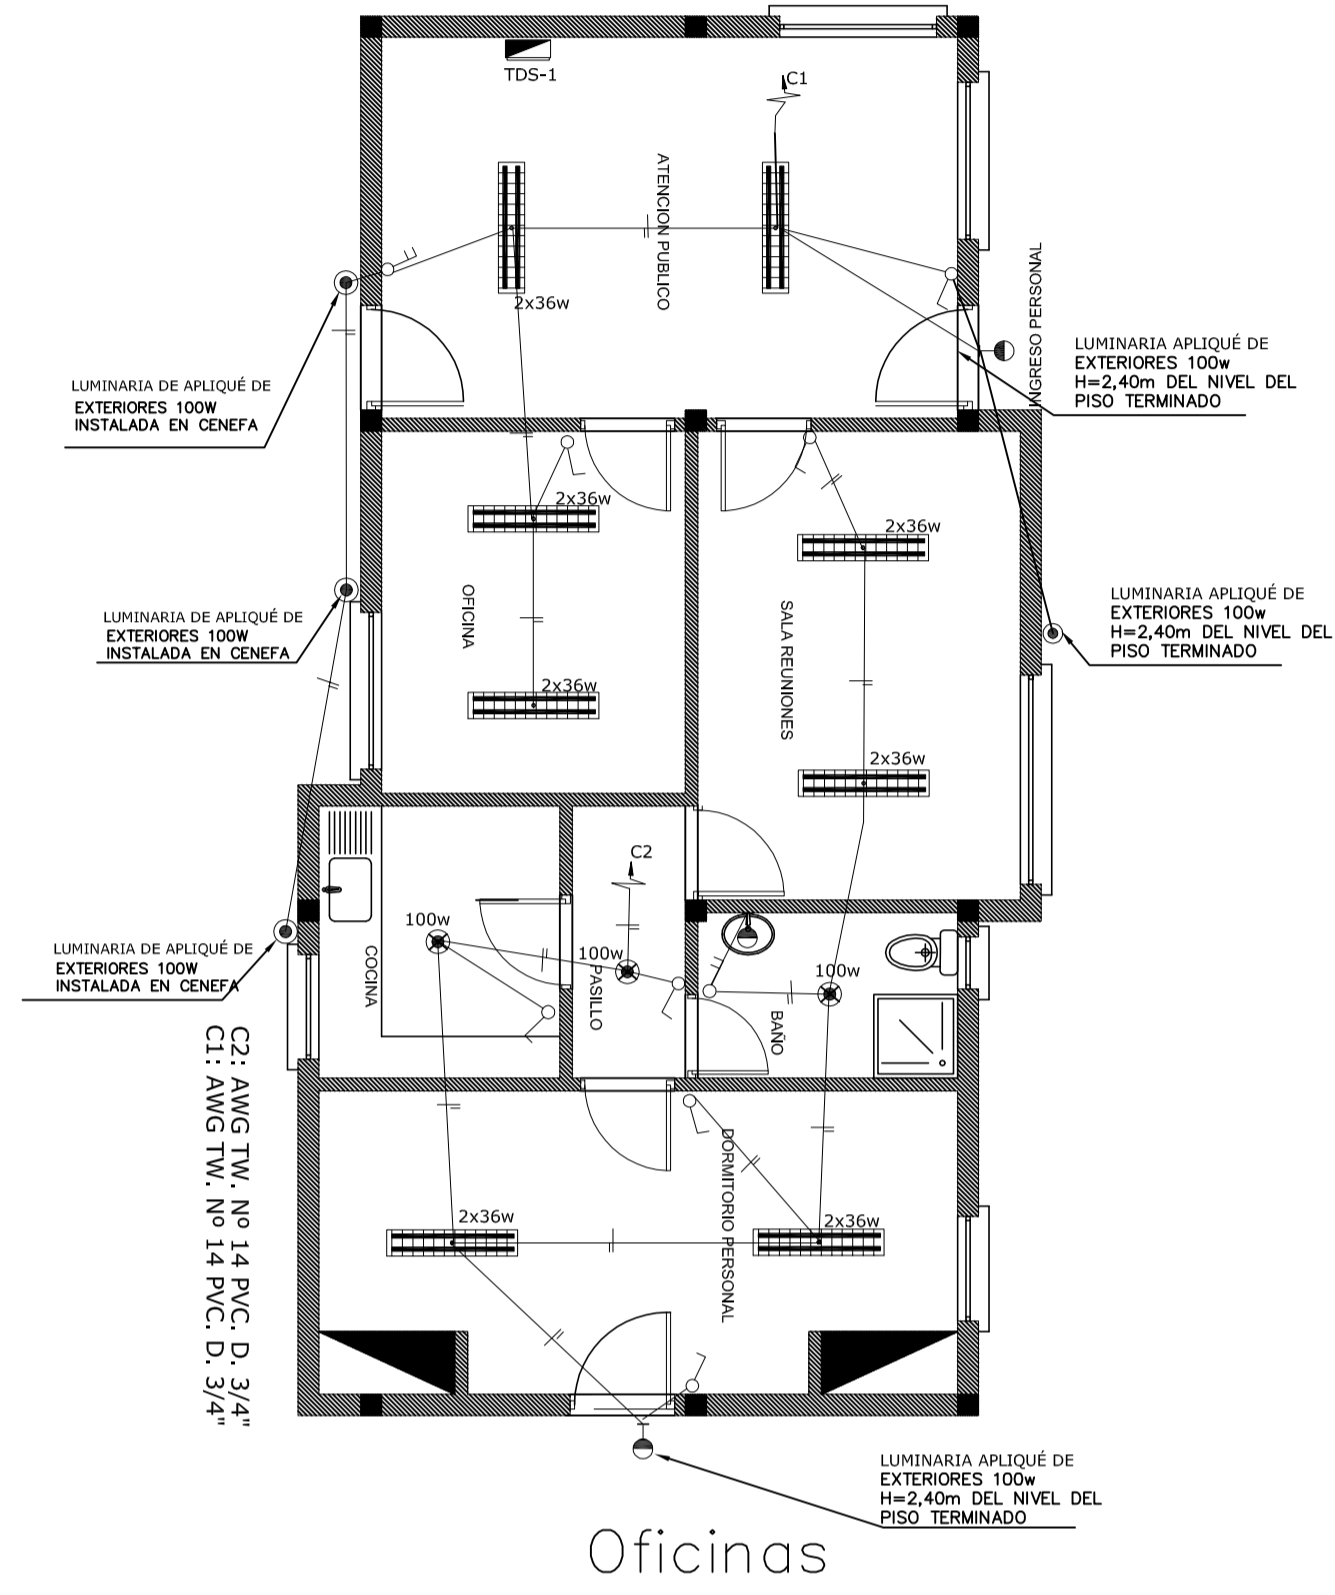 TDS-1
C1
ATENCION PUBLICO
2x36w
INGRESO PERSONAL
LUMINARIA APLIQUÉ DE
EXTERIORES 100w
H=2,40m DEL NIVEL DEL
PISO TERMINADO
LUMINARIA DE APLIQUÉ DE
EXTERIORES 100W
INSTALADA EN CENEFA
2x36w
2x36w
OFICINA
SALA REUNIONES
LUMINARIA DE APLIQUÉ DE
EXTERIORES 100W
INSTALADA EN CENEFA
LUMINARIA APLIQUÉ DE
EXTERIORES 100w
H=2,40m DEL NIVEL DEL
PISO TERMINADO
2x36w
2x36w
C2
100w
100w
100w
COCINA
PASILLO
BAÑO
LUMINARIA DE APLIQUÉ DE
EXTERIORES 100W
INSTALADA EN CENEFA
C2: AWG TW. Nº 14 PVC. D. 3/4"
C1: AWG TW. Nº 14 PVC. D. 3/4"
DORMITORIO PERSONAL
2x36w
2x36w
LUMINARIA APLIQUÉ DE
EXTERIORES 100w
H=2,40m DEL NIVEL DEL
PISO TERMINADO
Oficinas